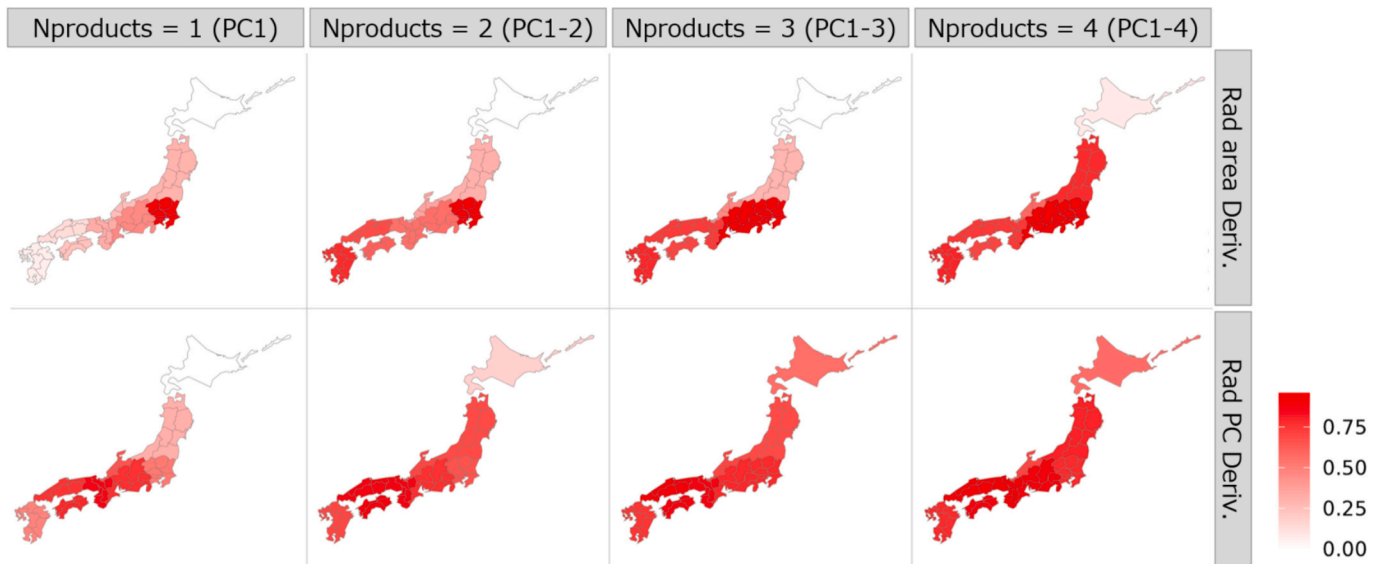 Nproducts = 1 (PC1)
Nproducts = 2 (PC1-2)
Nproducts = 3 (PC1-3)
Nproducts = 4 (PC1-4)
Rad area Deriv.
Rad PC Deriv.
0.75
0.50
0.25
0.00